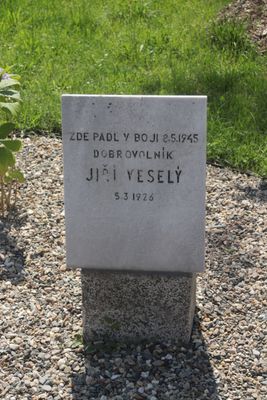 ZDE PADL V BOJI 8.5.1945
DOBROVOLNÍK
JIŘÍ VESELÝ
5.3.1926